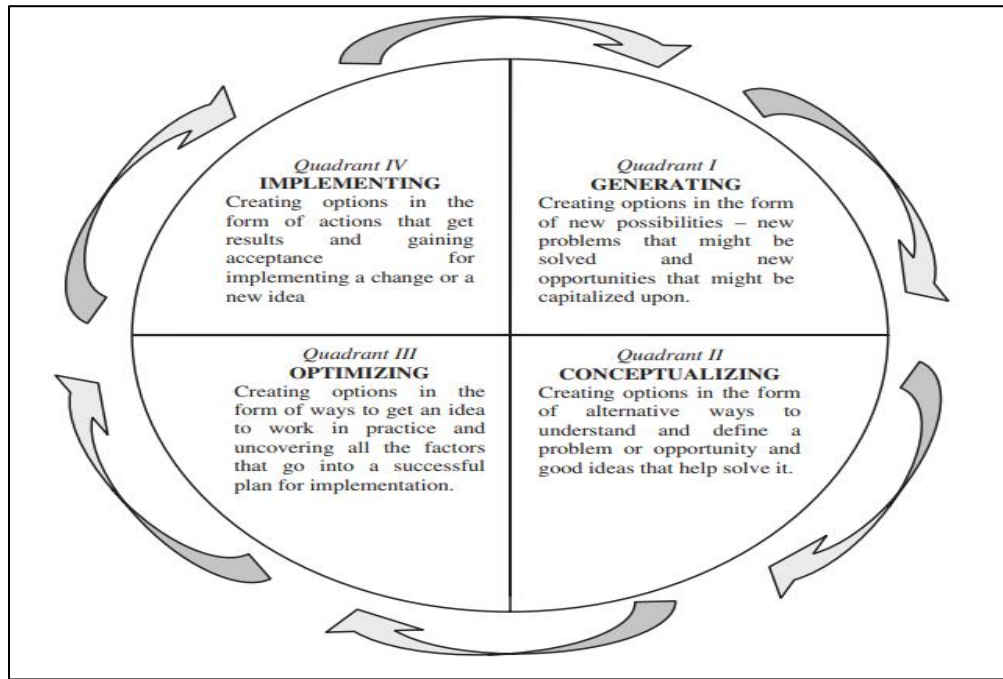 Quadrant IV
IMPLEMENTING
Creating options in the
form of actions that get
results and gaining
acceptance for
implementing a change or a
new idea
Quadrant I
GENERATING
Creating options in the form
of new possibilities – new
problems that might be
solved and new
opportunities that might be
capitalized upon.
Quadrant III
OPTIMIZING
Creating options in the
form of ways to get an idea
to work in practice and
uncovering all the factors
that go into a successful
plan for implementation.
Quadrant II
CONCEPTUALIZING
Creating options in the form
of alternative ways to
understand and define a
problem or opportunity and
good ideas that help solve it.